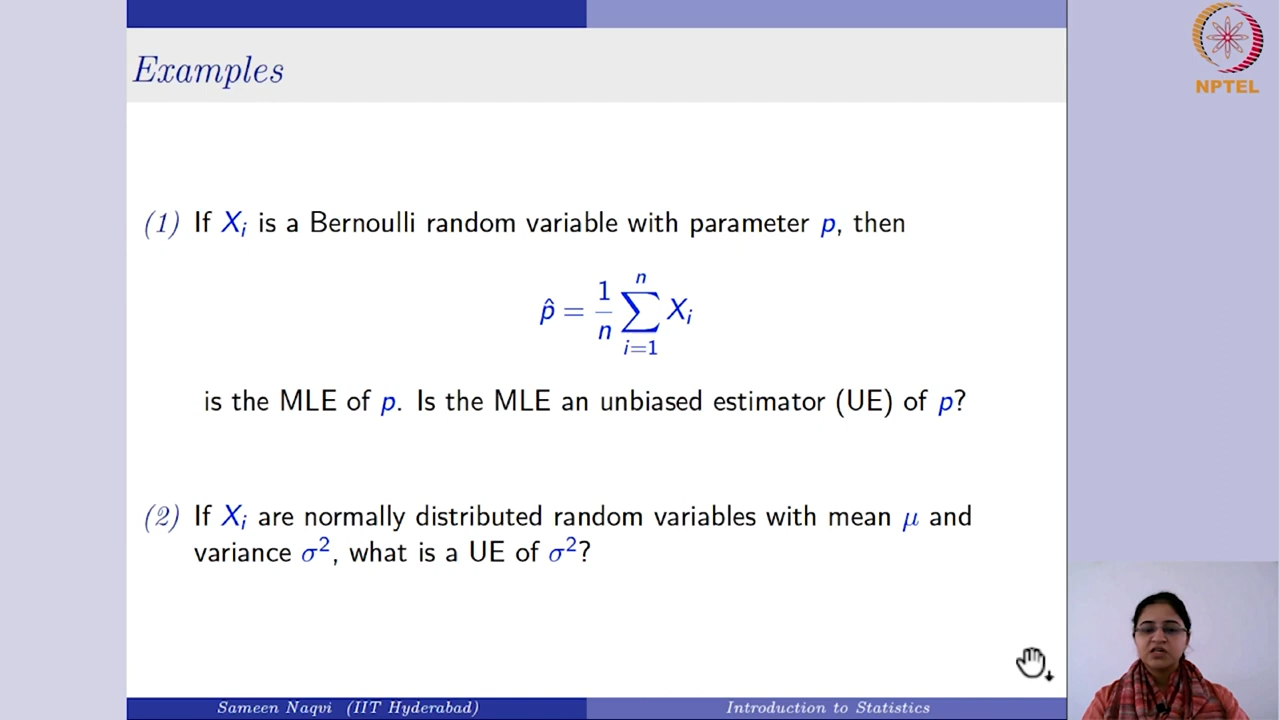 Examples
NPTEL
(1) If X_i is a Bernoulli random variable with parameter p, then
p̂ = 1/n ∑_{i=1}^{n} X_i
is the MLE of p. Is the MLE an unbiased estimator (UE) of p?
(2) If X_i are normally distributed random variables with mean μ and
variance σ², what is a UE of σ²?
Sameen Naqvi (IIT Hyderabad) Introduction to Statistics